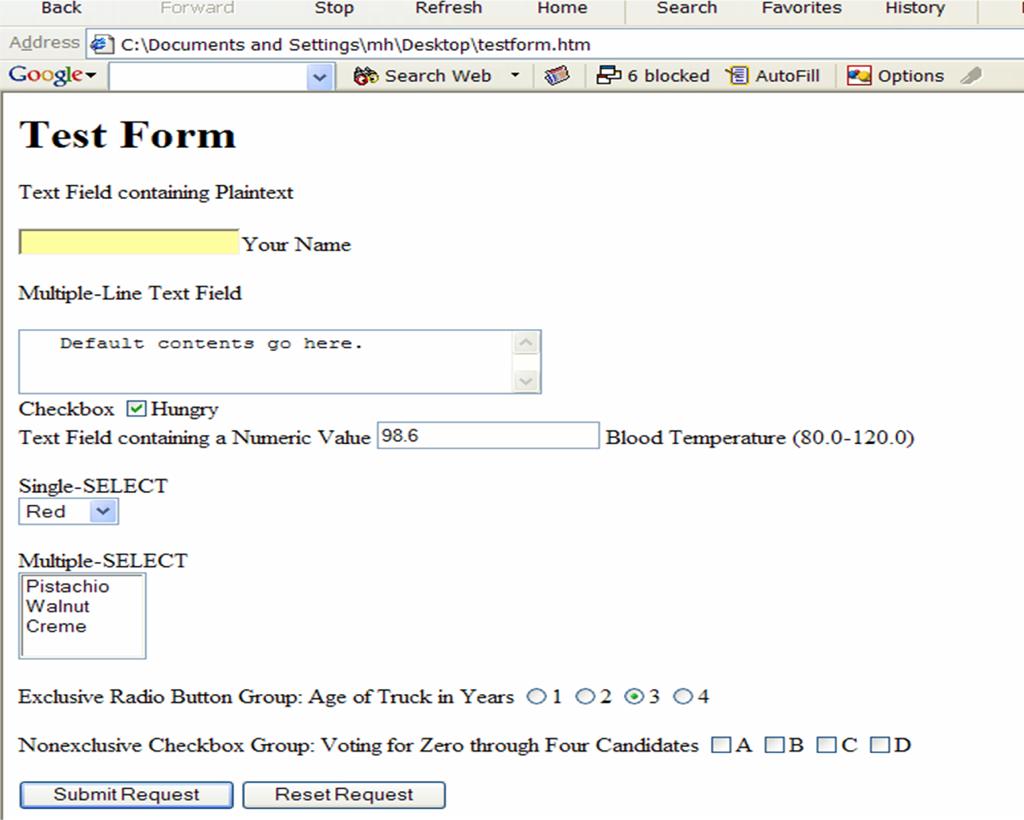 Back Forward Stop Refresh Home Search Favorites History
Address C:\Documents and Settings\mh\Desktop\testform.htm
Google Search Web 6 blocked AutoFill Options
Test Form
Text Field containing Plaintext
Your Name
Multiple-Line Text Field
Default contents go here.
Checkbox Hungry
Text Field containing a Numeric Value 98.6 Blood Temperature (80.0-120.0)
Single-SELECT
Red
Multiple-SELECT
Pistachio
Walnut
Creme
Exclusive Radio Button Group: Age of Truck in Years 1 2 3 4
Nonexclusive Checkbox Group: Voting for Zero through Four Candidates A B C D
Submit Request Reset Request